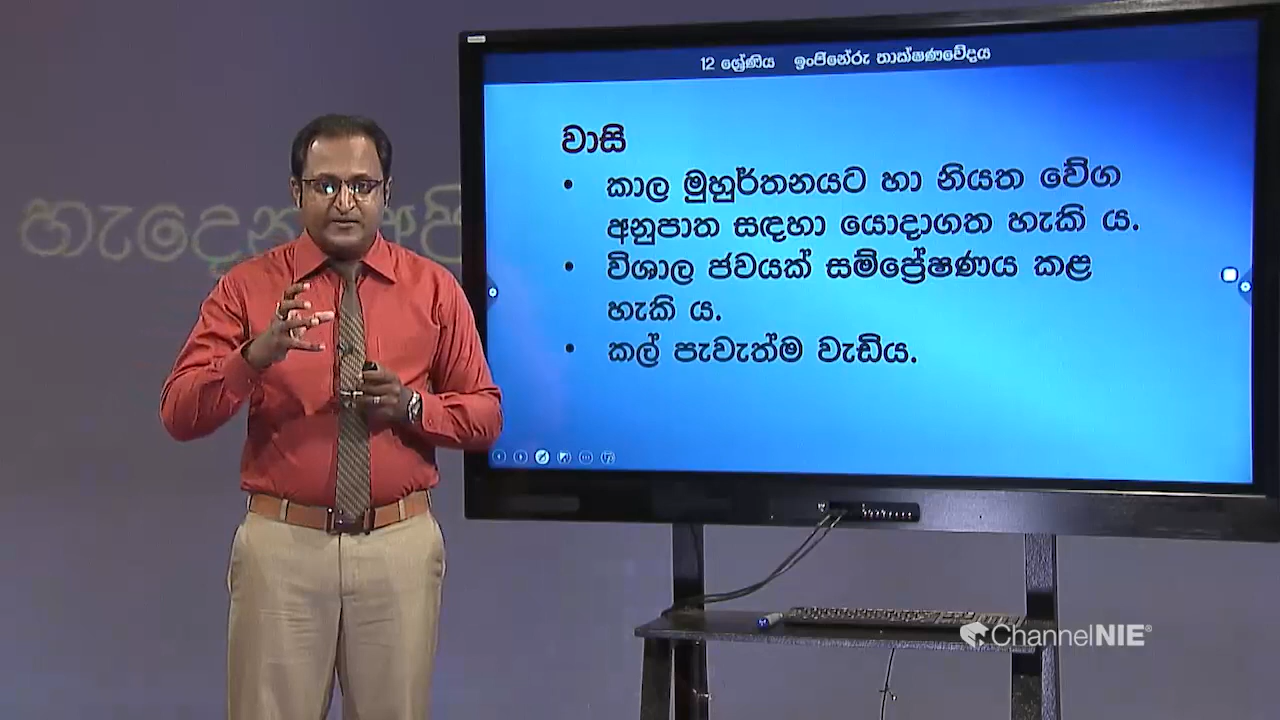 12 ශ්‍රේණිය ඉංජිනේරු තාක්ෂණවේදය
වාසි
• කාල මුහුර්තනයට හා නියත වේග
අනුපාත සඳහා යොදාගත හැකි ය.
• විශාල ජවයක් සම්ප්‍රේෂණය කළ
හැකි ය.
• කල් පැවැත්ම වැඩිය.
ChannelNIE®